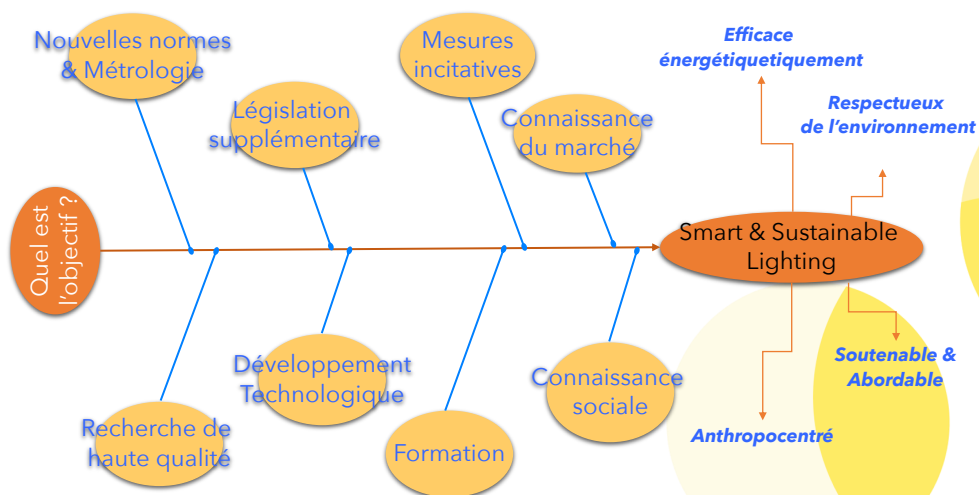 Nouvelles normes
& Métrologie
Législation
supplémentaire
Mesures
incitatives
Connaissance
du marché
Efficace
énergétiquetiquement
Respectueux
de l'environnement
Quel est
l'objectif ?
Smart & Sustainable
Lighting
Recherche de
haute qualité
Développement
Technologique
Formation
Connaissance
sociale
Anthropocentré
Soutenable &
Abordable